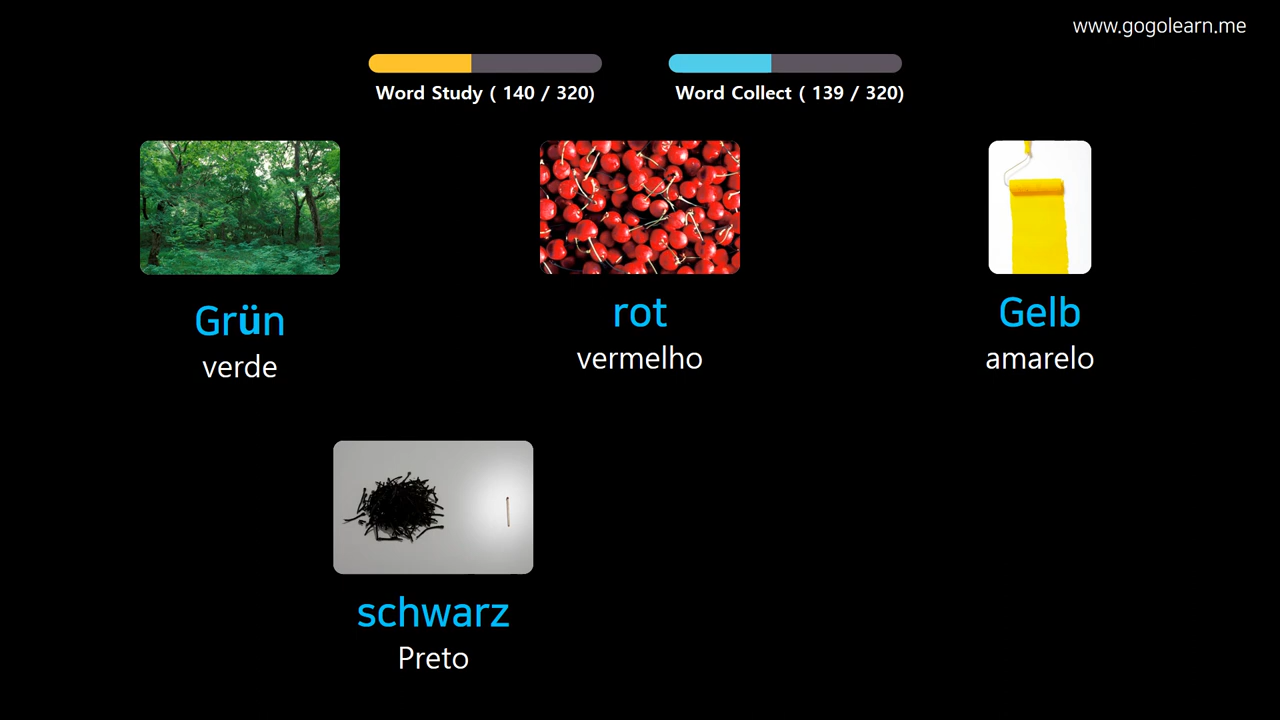 www.gogolearn.me
Word Study ( 140 / 320)
Word Collect ( 139 / 320)
Grün
verde
rot
vermelho
Gelb
amarelo
schwarz
Preto